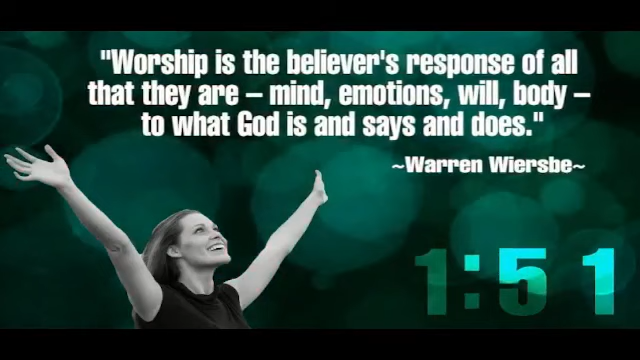 "Worship is the believer's response of all
that they are – mind, emotions, will, body –
to what God is and says and does."
~Warren Wiersbe~
1:51